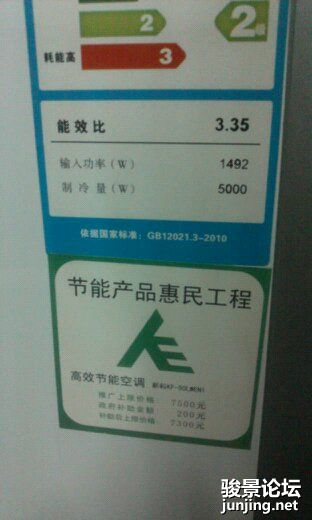 2
2级
耗能高
3
能效比 3.35
输入功率(W) 1492
制冷量(W) 5000
依据国家标准: GB12021.3-2010
节能产品惠民工程
高效节能空调
推广上限价格: 7500元
政府补助金额 200元
补助后上限价格: 7300元
骏景论坛
junjing.net